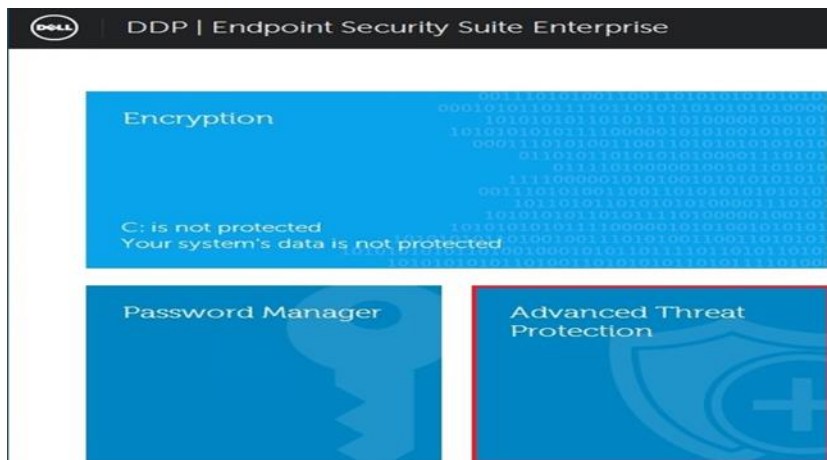 DELL
DDP | Endpoint Security Suite Enterprise
Encryption
C: is not protected
Your system's data is not protected
Password Manager
Advanced Threat
Protection